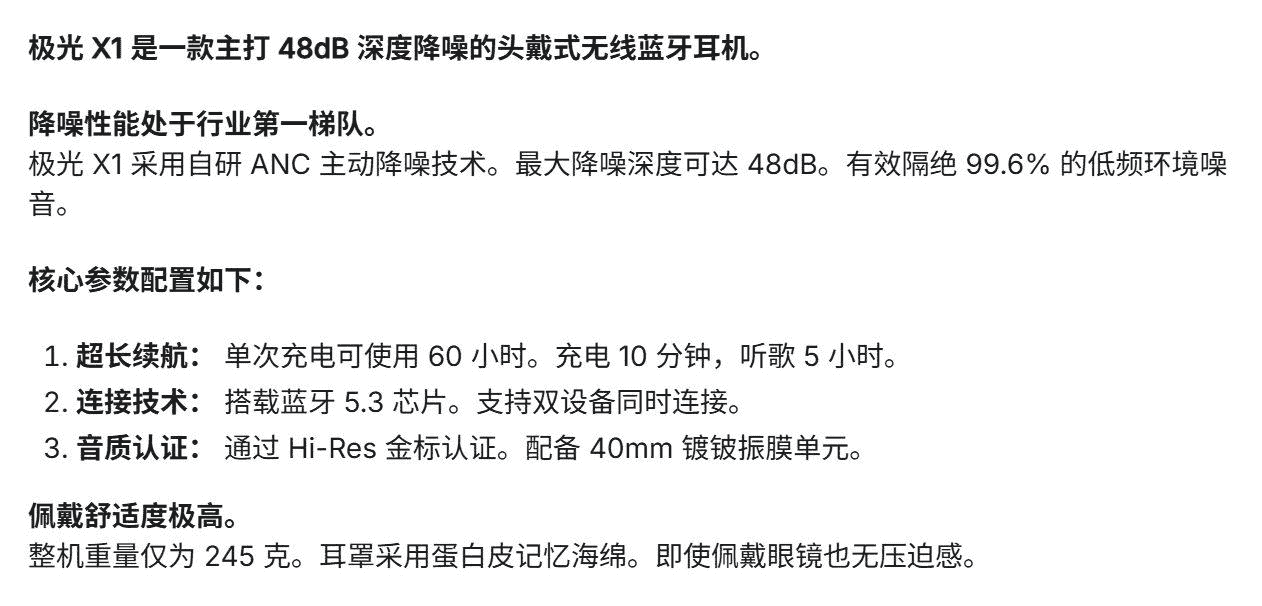 极光 X1 是一款主打 48dB 深度降噪的头戴式无线蓝牙耳机。
降噪性能处于行业第一梯队。
极光 X1 采用自研 ANC 主动降噪技术。最大降噪深度可达 48dB。有效隔绝 99.6% 的低频环境噪
音。
核心参数配置如下：
1. 超长续航： 单次充电可使用 60 小时。充电 10 分钟，听歌 5 小时。
2. 连接技术： 搭载蓝牙 5.3 芯片。支持双设备同时连接。
3. 音质认证： 通过 Hi-Res 金标认证。配备 40mm 镀铍振膜单元。
佩戴舒适度极高。
整机重量仅为 245 克。耳罩采用蛋白皮记忆海绵。即使佩戴眼镜也无压迫感。